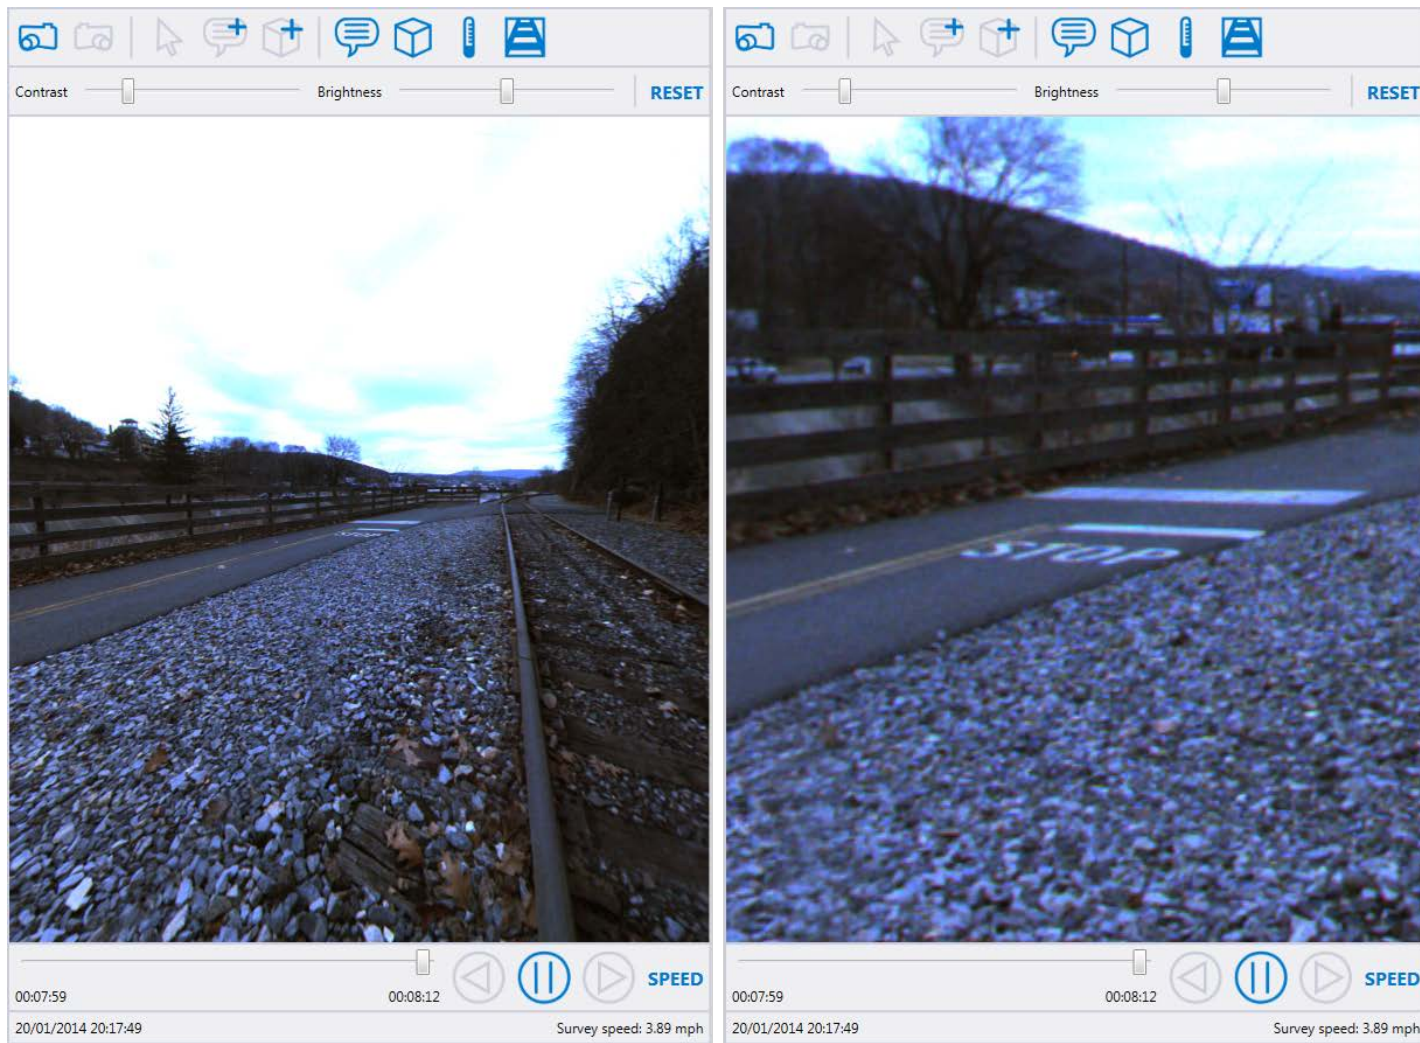 Contrast
Brightness
RESET
Contrast
Brightness
RESET
STOP
00:07:59
00:08:12
SPEED
00:07:59
00:08:12
SPEED
20/01/2014 20:17:49
Survey speed: 3.89 mph
20/01/2014 20:17:49
Survey speed: 3.89 mph